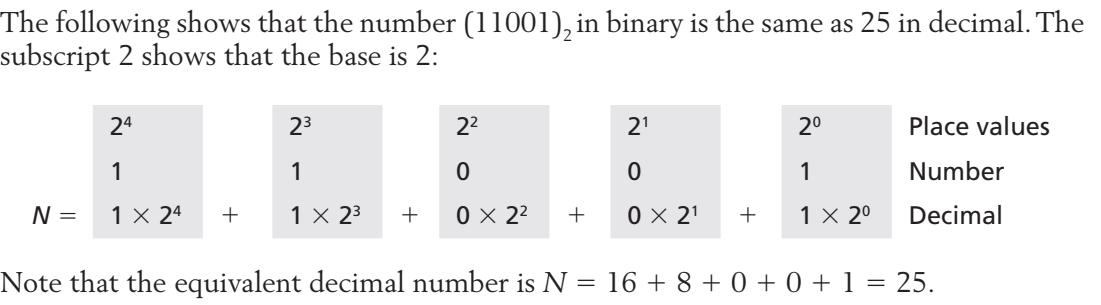 The following shows that the number (11001)₂ in binary is the same as 25 in decimal. The
subscript 2 shows that the base is 2:
2⁴ 2³ 2² 2¹ 2⁰ Place values
1 1 0 0 1 Number
N = 1 × 2⁴ + 1 × 2³ + 0 × 2² + 0 × 2¹ + 1 × 2⁰ Decimal
Note that the equivalent decimal number is N = 16 + 8 + 0 + 0 + 1 = 25.